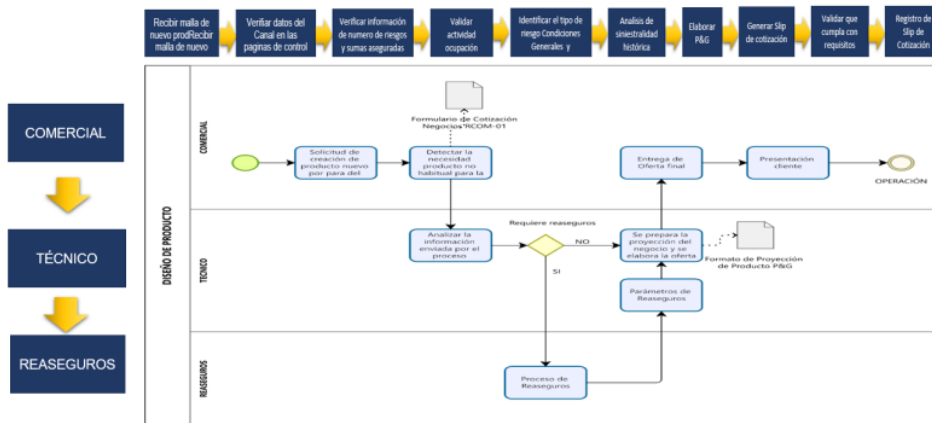 Recibir malla de
nuevo prodRecibir
malla de nuevo
Verifiar datos del
Canal en las
paginas de control
Verificar información
de numero de riesgos
y sumas aseguradas
Validar
actividad
ocupación
Identificar el tipo de
riesgo Condiciones
Generales y
Analisis de
siniestralidad
histórica
Elaborar
P&G
Generar Slip
de cotización
Validar que
cumpla con
requisitos
Registro de
Slip de
Cotización
COMERCIAL
TÉCNICO
REASEGUROS
DISEÑO DE PRODUCTO
COMERCIAL
Formulario de Cotización
Negocios RCOM-01
Solicitud de
creación de
producto nuevo
por para del
Detectar la
necesidad
producto no
habitual para la
Entrega de
Oferta final
Presentación
cliente
OPERACIÓN
TECNICO
Analizar la
información
enviada por el
proceso
Requiere reaseguros
NO
SI
Se prepara la
proyección del
negocio y se
elabora la oferta
Formato de Proyección
de Producto P&G
Parámetros de
Reaseguros
REASEGUROS
Proceso de
Reaseguros